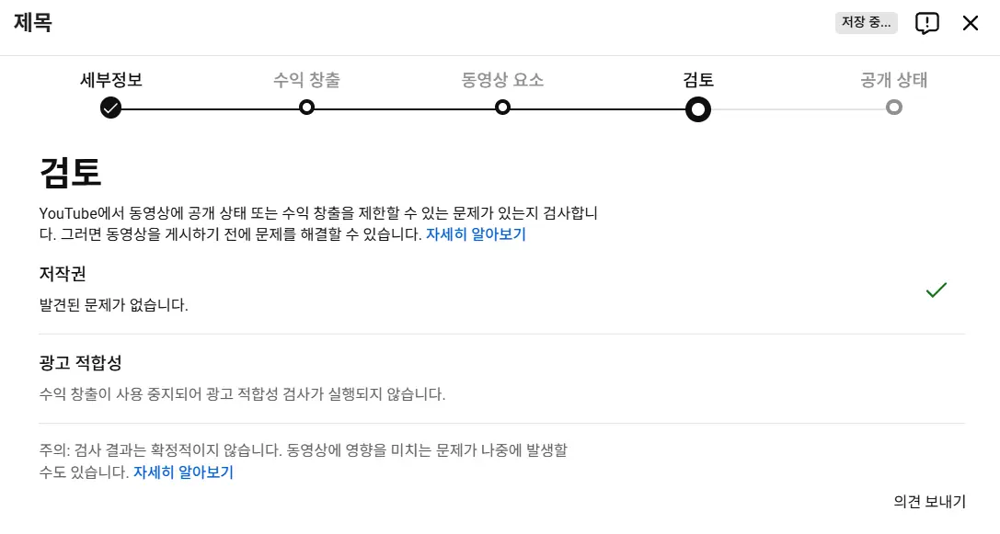 제목
저장 중...
세부정보
수익 창출
동영상 요소
검토
공개 상태
검토
YouTube에서 동영상에 공개 상태 또는 수익 창출을 제한할 수 있는 문제가 있는지 검사합니
다. 그러면 동영상을 게시하기 전에 문제를 해결할 수 있습니다. 자세히 알아보기
저작권
발견된 문제가 없습니다.
광고 적합성
수익 창출이 사용 중지되어 광고 적합성 검사가 실행되지 않습니다.
주의: 검사 결과는 확정적이지 않습니다. 동영상에 영향을 미치는 문제가 나중에 발생할
수도 있습니다. 자세히 알아보기
의견 보내기